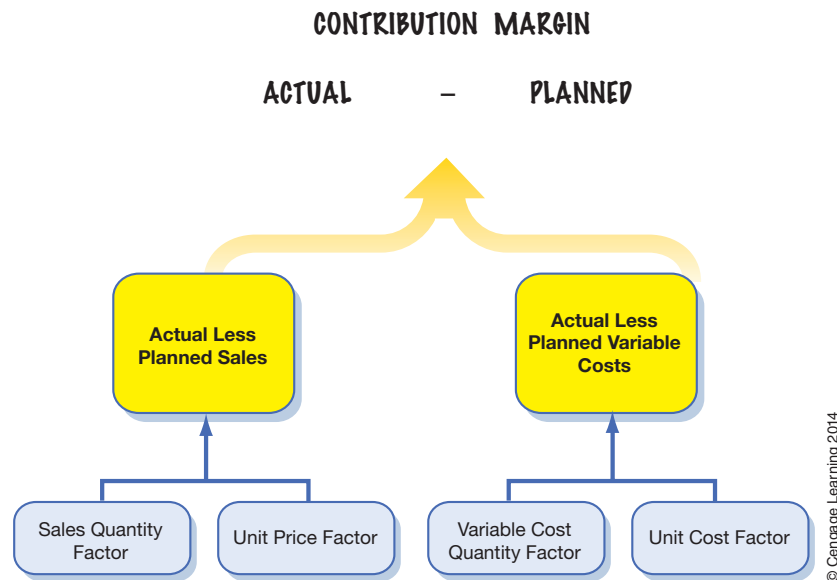 CONTRIBUTION MARGIN
ACTUAL – PLANNED
Actual Less
Planned Sales
Actual Less
Planned Variable
Costs
Sales Quantity
Factor
Unit Price Factor
Variable Cost
Quantity Factor
Unit Cost Factor
© Cengage Learning 2014